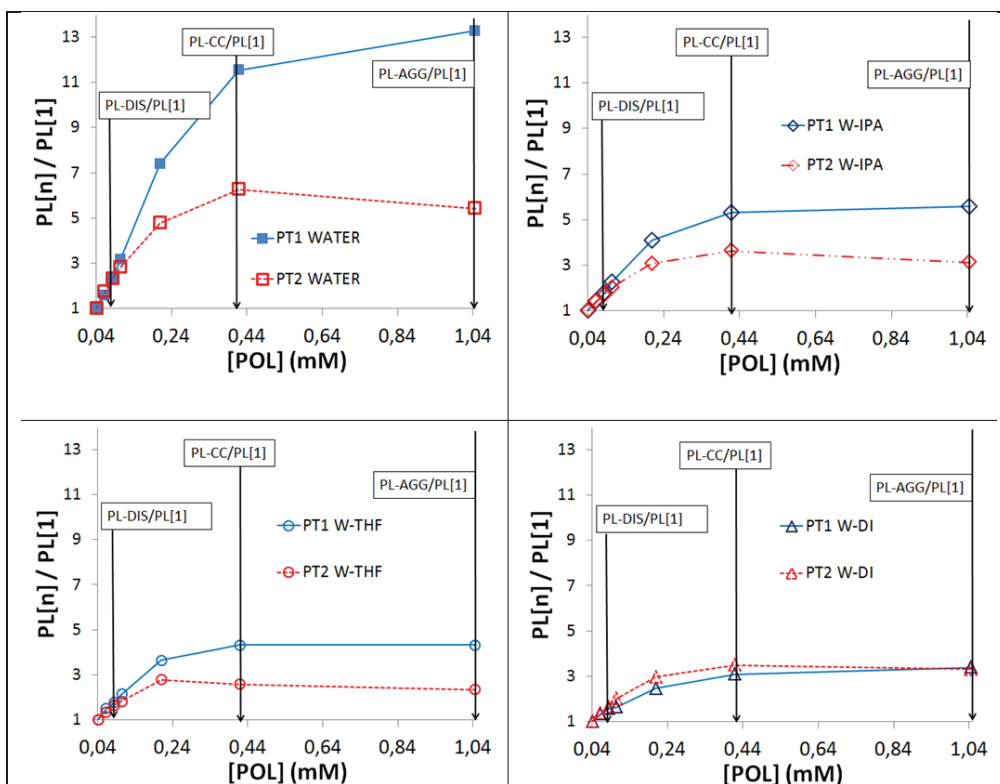 PL[n] / PL[1]
13
11
9
7
5
3
1
PL-DIS/PL[1]
PL-CC/PL[1]
PL-AGG/PL[1]
PT1 WATER
PT2 WATER
0,04 0,24 0,44 0,64 0,84 1,04
[POL] (mM)
PL[n] / PL[1]
13
11
9
7
5
3
1
PL-DIS/PL[1]
PL-CC/PL[1]
PL-AGG/PL[1]
PT1 W-IPA
PT2 W-IPA
0,04 0,24 0,44 0,64 0,84 1,04
[POL] (mM)
PL[n] / PL[1]
13
11
9
7
5
3
1
PL-DIS/PL[1]
PL-CC/PL[1]
PL-AGG/PL[1]
PT1 W-THF
PT2 W-THF
0,04 0,24 0,44 0,64 0,84 1,04
[POL] (mM)
PL[n] / PL[1]
13
11
9
7
5
3
1
PL-DIS/PL[1]
PL-CC/PL[1]
PL-AGG/PL[1]
PT1 W-DI
PT2 W-DI
0,04 0,24 0,44 0,64 0,84 1,04
[POL] (mM)